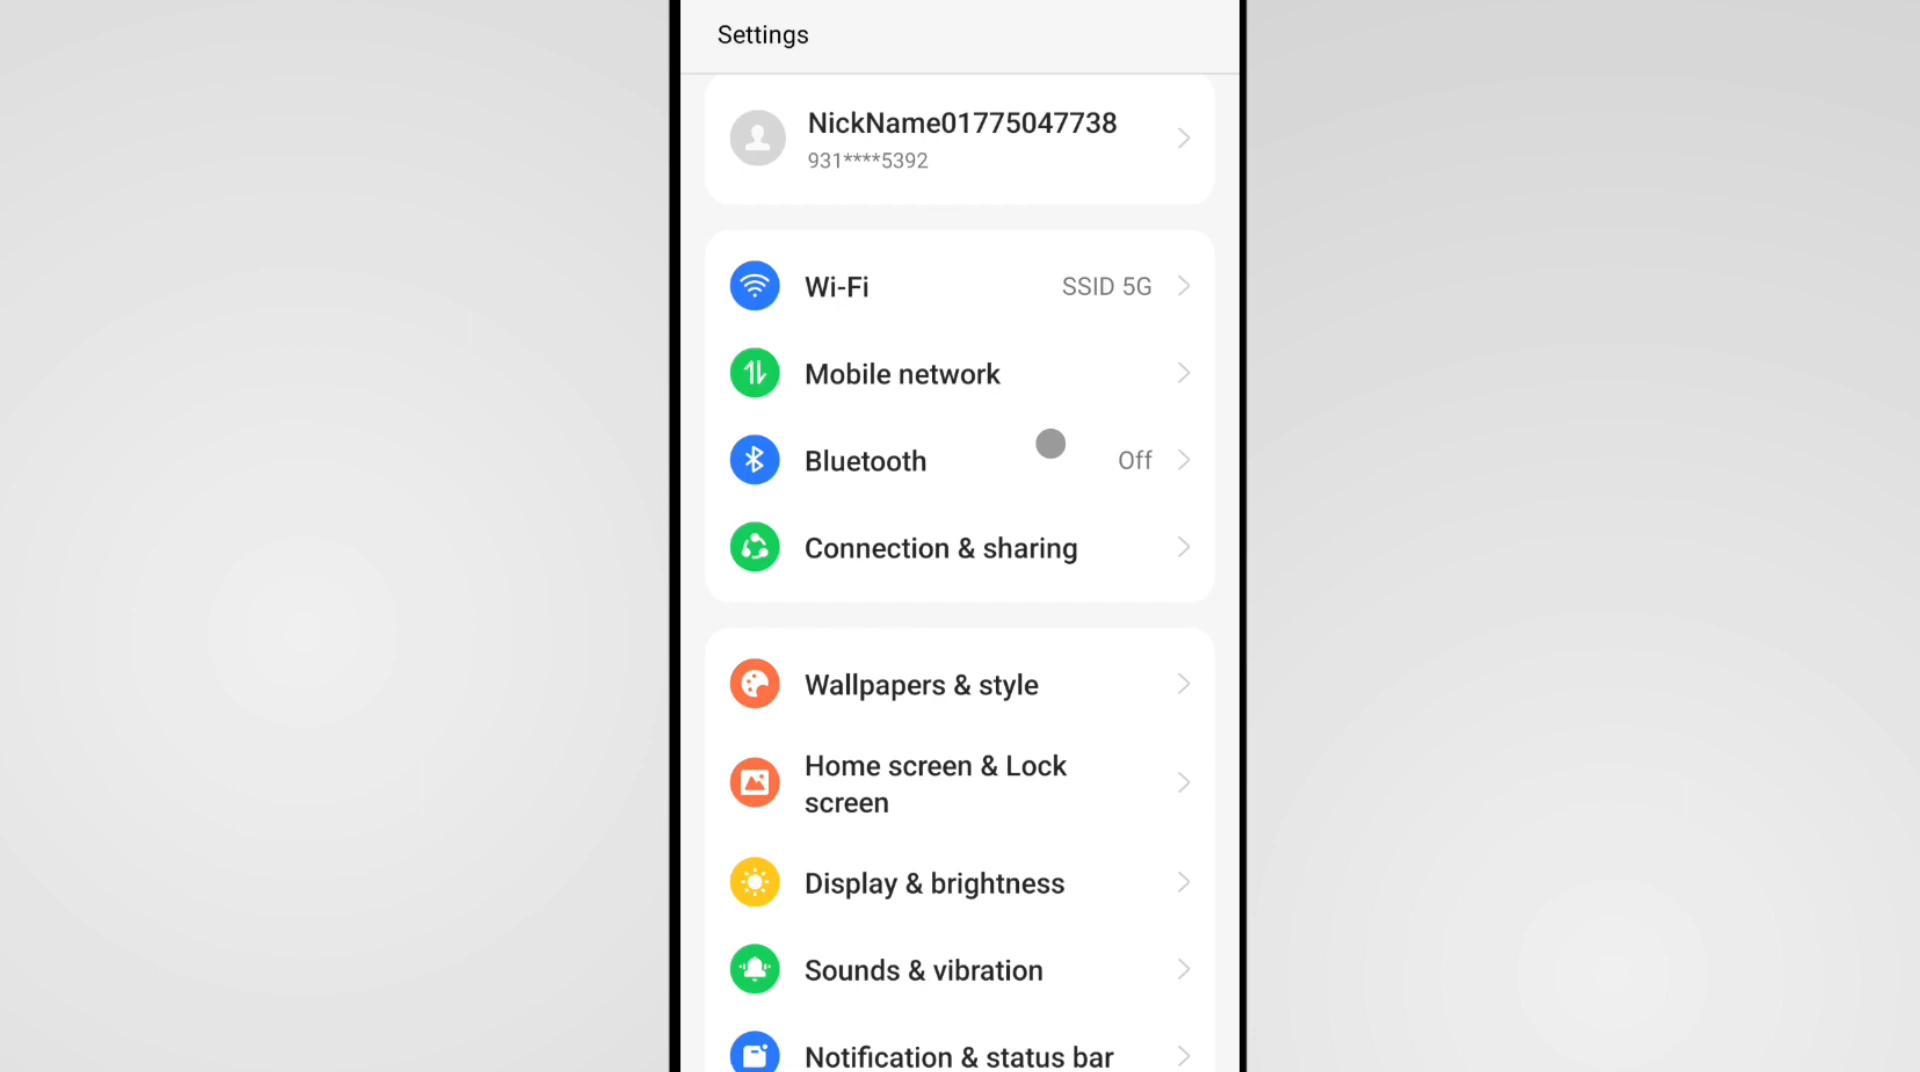 Settings
NickName01775047738
931****5392
Wi-Fi
SSID 5G
Mobile network
Bluetooth
Off
Connection & sharing
Wallpapers & style
Home screen & Lock
screen
Display & brightness
Sounds & vibration
Notification & status bar